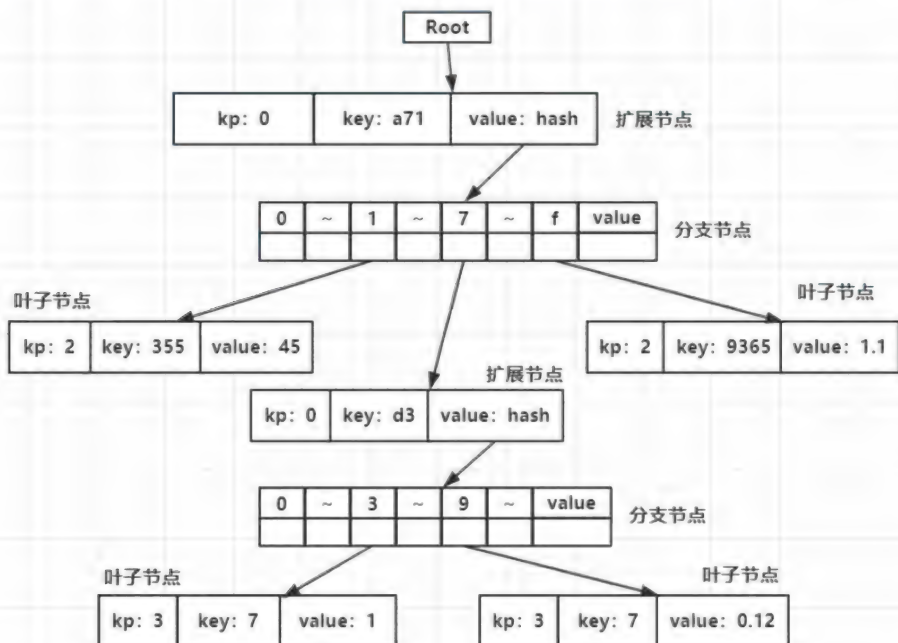 Root
kp: 0 key: a71 value: hash 扩展节点
0 ~ 1 ~ 7 ~ f value
分支节点
叶子节点
kp: 2 key: 355 value: 45
叶子节点
kp: 2 key: 9365 value: 1.1
扩展节点
kp: 0 key: d3 value: hash
0 ~ 3 ~ 9 ~ value
分支节点
叶子节点
kp: 3 key: 7 value: 1
叶子节点
kp: 3 key: 7 value: 0.12